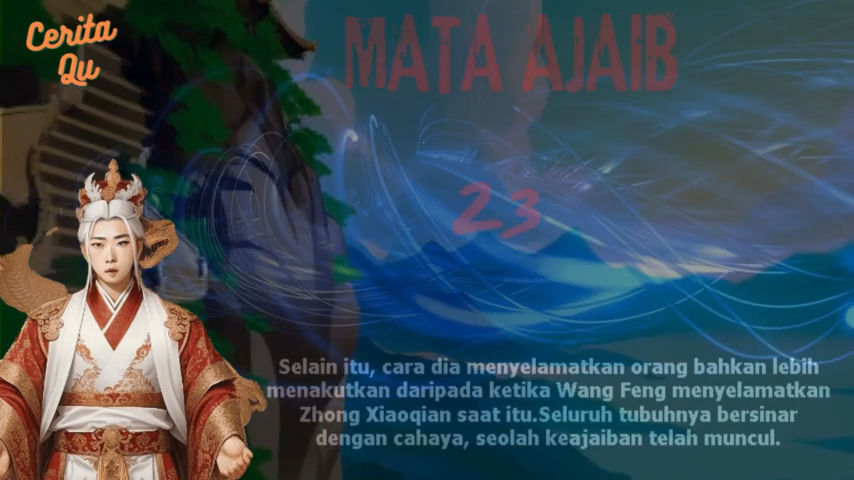 Cerita
Qu
MATA AJAIB
23
Selain itu, cara dia menyelamatkan orang bahkan lebih
menakutkan daripada ketika Wang Feng menyelamatkan
Zhong Xiaoqian saat itu.Seluruh tubuhnya bersinar
dengan cahaya, seolah keajaiban telah muncul.